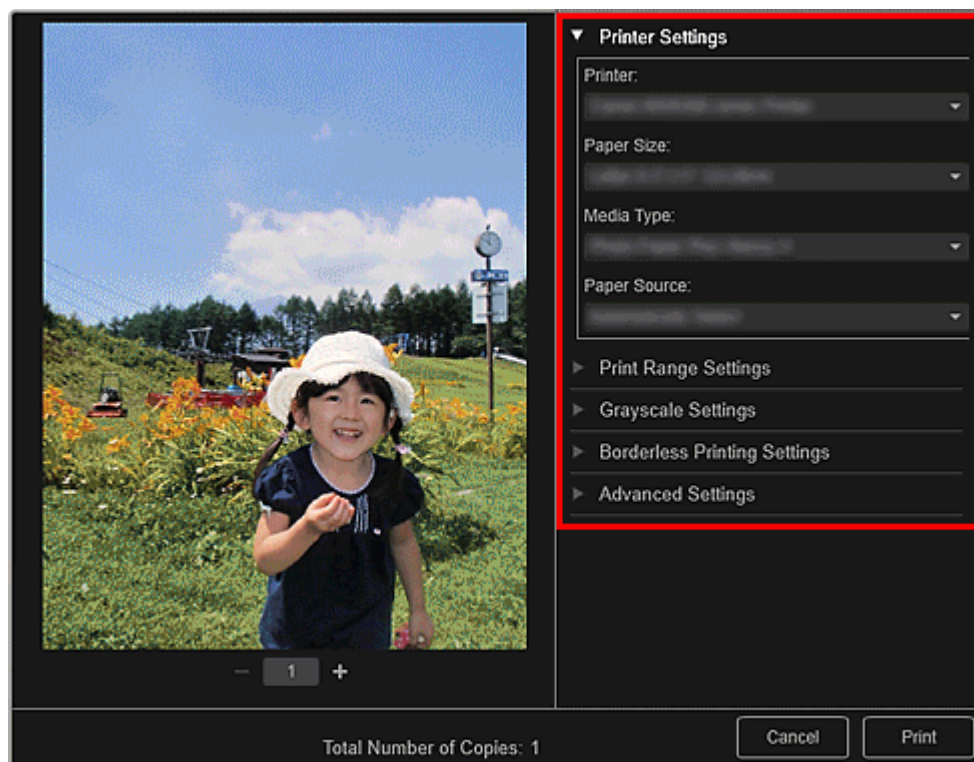 Printer Settings
Printer:
Paper Size:
Media Type:
Paper Source:
Print Range Settings
Grayscale Settings
Borderless Printing Settings
Advanced Settings
1
Total Number of Copies: 1
Cancel
Print